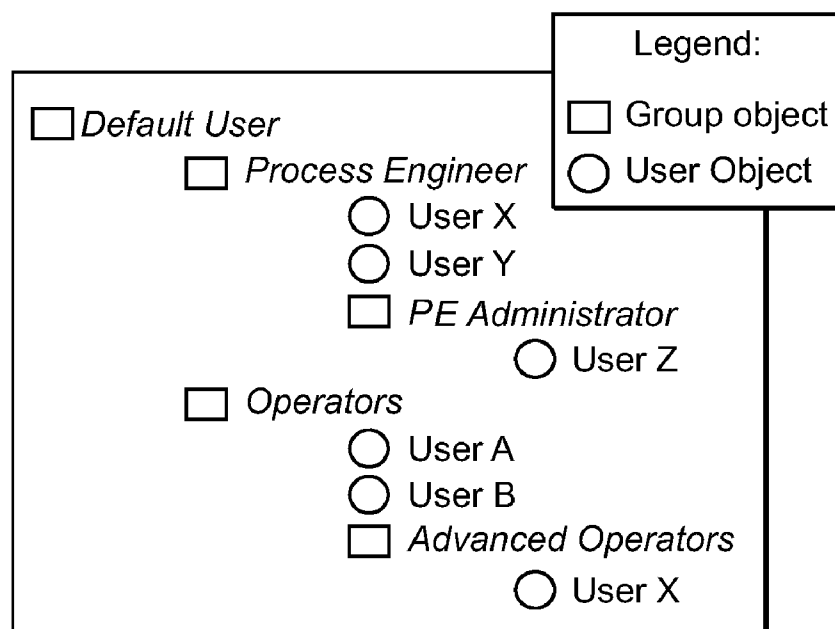 Legend:
Group object
User Object
Default User
Process Engineer
User X
User Y
PE Administrator
User Z
Operators
User A
User B
Advanced Operators
User X